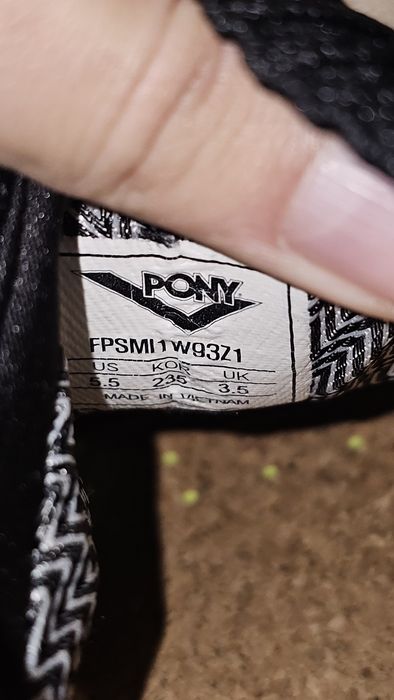 PONY
FPSMI1W93Z1
US KOR UK
5.5 235 3.5
MADE IN VIETNAM